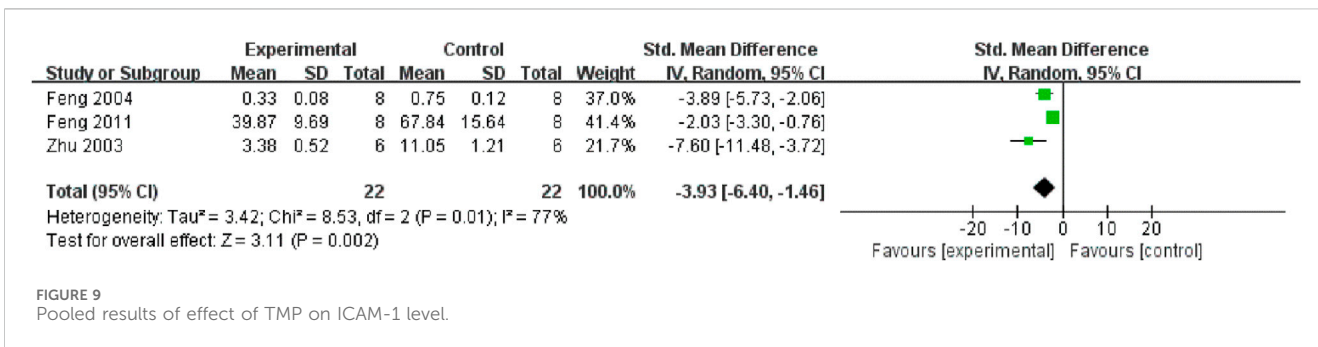 Experimental Control Std. Mean Difference Std. Mean Difference
Study or Subgroup Mean SD Total Mean SD Total Weight IV, Random, 95% CI IV, Random, 95% CI
Feng 2004 0.33 0.08 8 0.75 0.12 8 37.0% -3.89 [-5.73, -2.06]
Feng 2011 39.87 9.69 8 67.84 15.64 8 41.4% -2.03 [-3.30, -0.76]
Zhu 2003 3.38 0.52 6 11.05 1.21 6 21.7% -7.60 [-11.48, -3.72]
Total (95% CI) 22 22 100.0% -3.93 [-6.40, -1.46]
Heterogeneity: Tau² = 3.42; Chi² = 8.53, df = 2 (P = 0.01); I² = 77%
Test for overall effect: Z = 3.11 (P = 0.002)
-20 -10 0 10 20
Favours [experimental] Favours [control]
FIGURE 9
Pooled results of effect of TMP on ICAM-1 level.